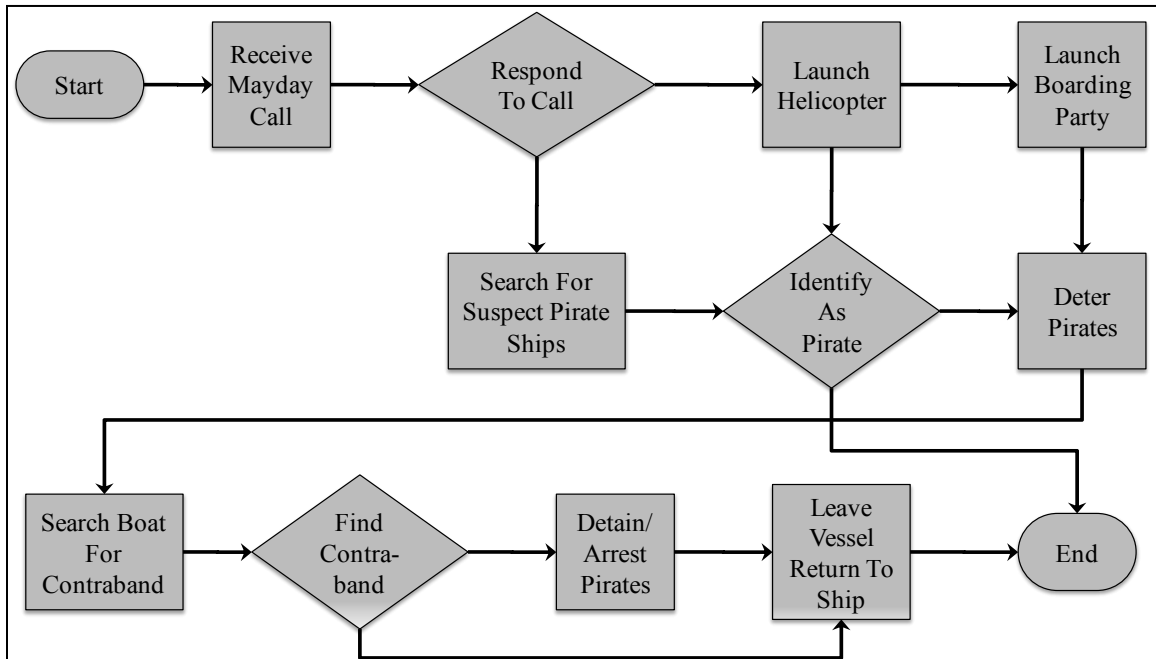 Start
Receive
Mayday
Call
Respond
To Call
Launch
Helicopter
Launch
Boarding
Party
Search For
Suspect Pirate
Ships
Identify
As
Pirate
Deter
Pirates
Search Boat
For
Contraband
Find
Contra-
band
Detain/
Arrest
Pirates
Leave
Vessel
Return To
Ship
End